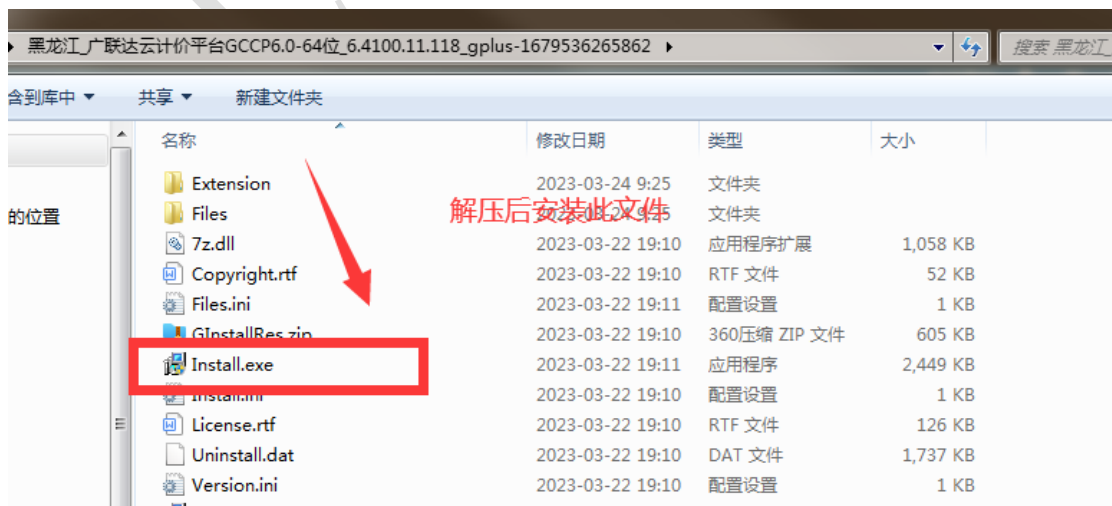 黑龙江_广联达云计价平台GCCP6.0-64位_6.4100.11.118_gplus-1679536265862
搜索 黑龙江_
含到库中 共享 新建文件夹
名称 修改日期 类型 大小
Extension 2023-03-24 9:25 文件夹
的位置
解压后安装此文件
Files 2023-03-24 9:25 文件夹
7z.dll 2023-03-22 19:10 应用程序扩展 1,058 KB
Copyright.rtf 2023-03-22 19:10 RTF 文件 52 KB
Files.ini 2023-03-22 19:11 配置设置 1 KB
GInstallRes.zip 2023-03-22 19:10 360压缩 ZIP 文件 605 KB
Install.exe 2023-03-22 19:11 应用程序 2,449 KB
Install.ini 2023-03-22 19:10 配置设置 1 KB
License.rtf 2023-03-22 19:10 RTF 文件 126 KB
Uninstall.dat 2023-03-22 19:10 DAT 文件 1,737 KB
Version.ini 2023-03-22 19:10 配置设置 1 KB